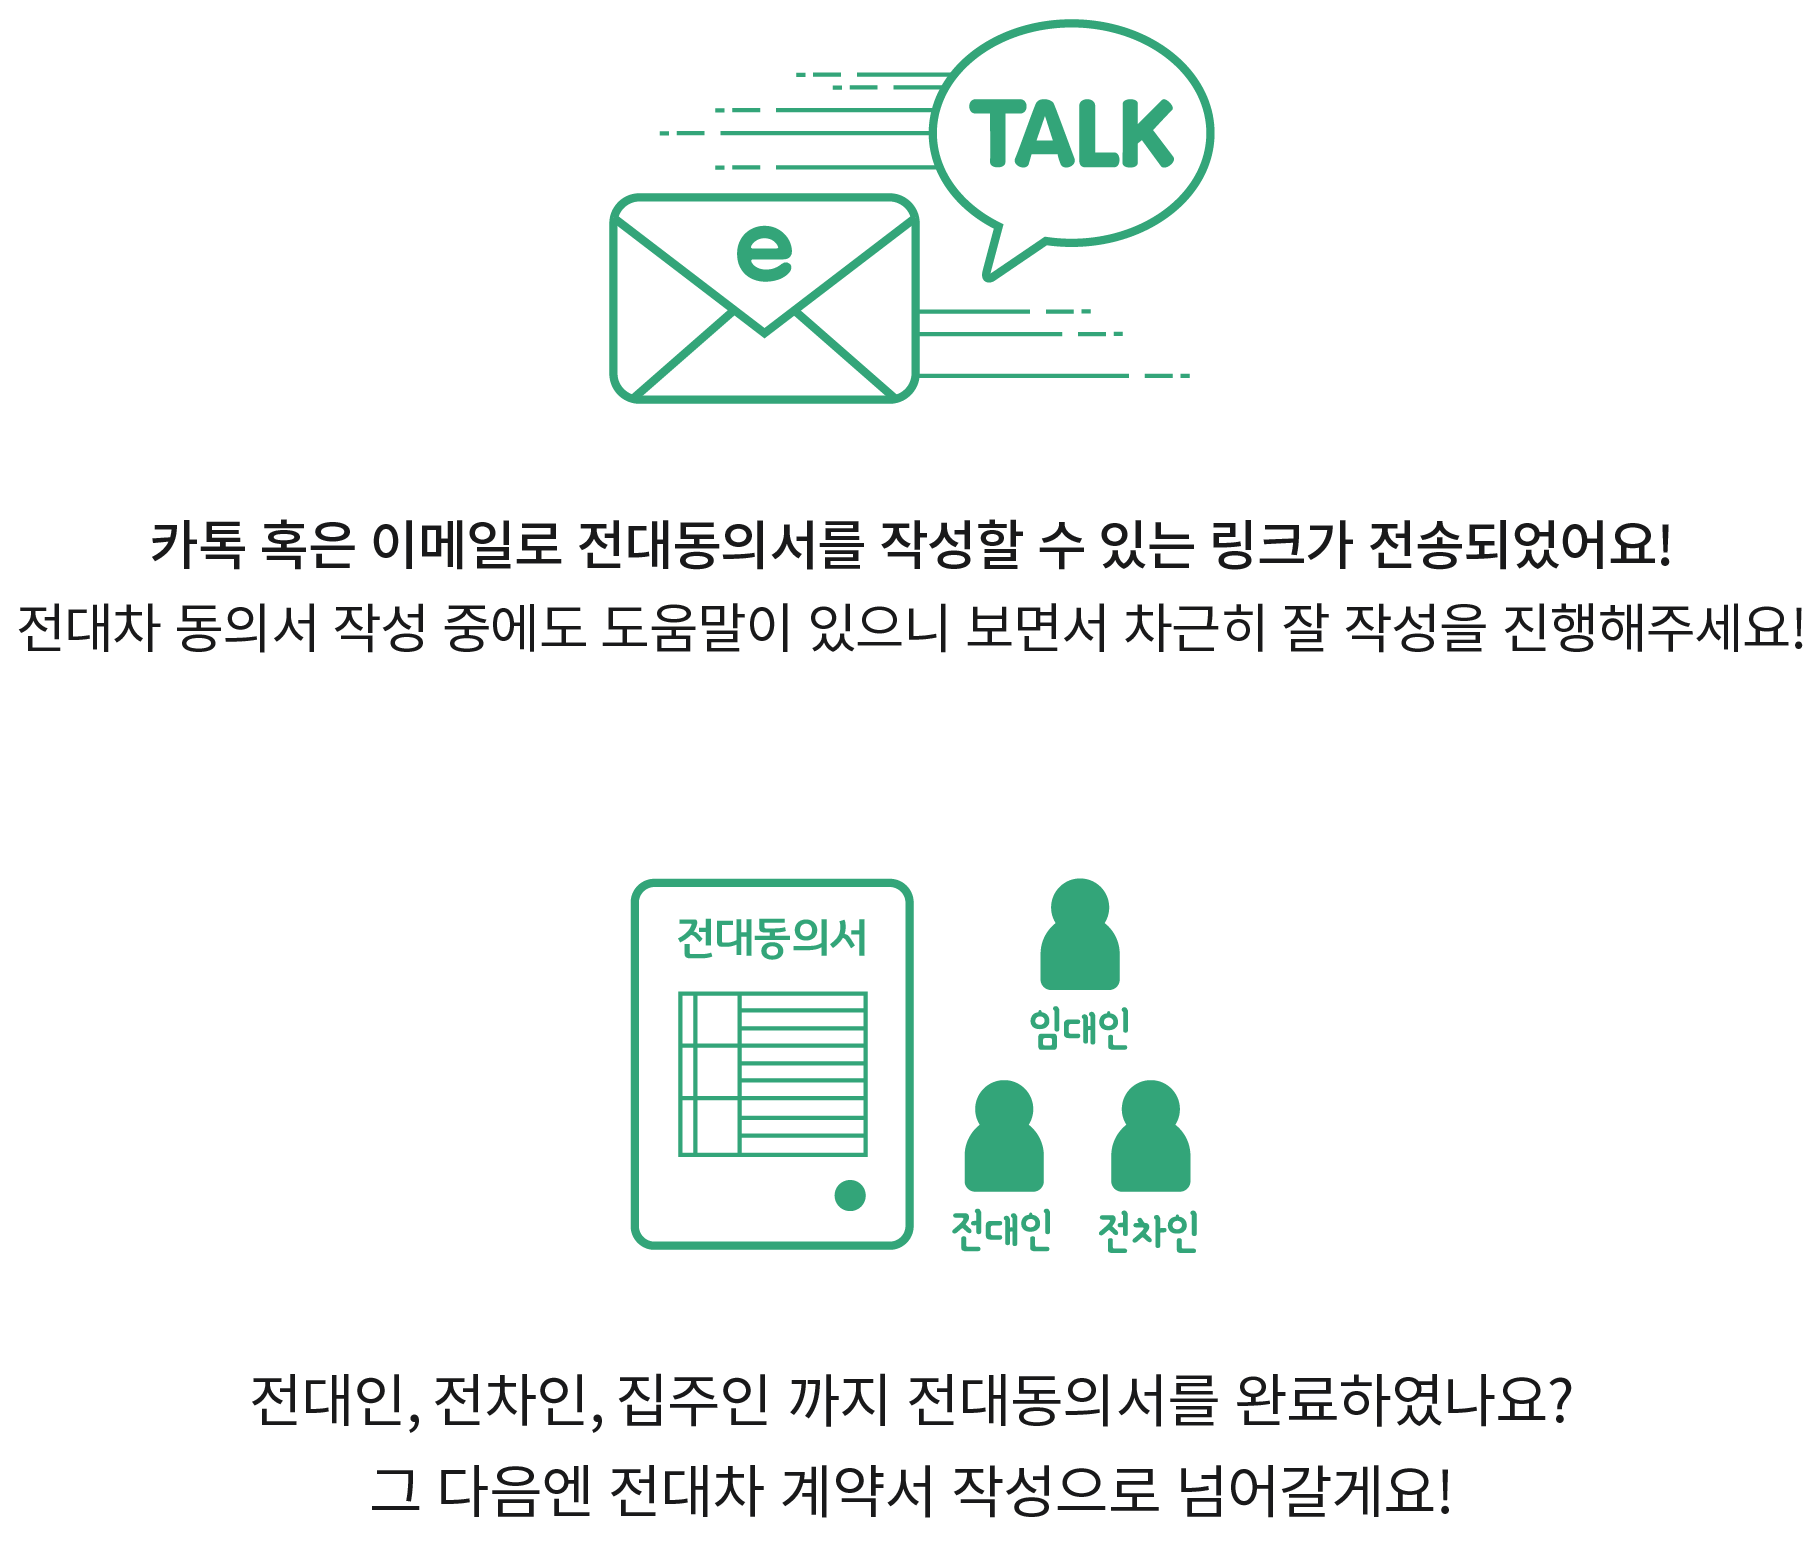 TALK
e
카톡 혹은 이메일로 전대동의서를 작성할 수 있는 링크가 전송되었어요!
전대차 동의서 작성 중에도 도움말이 있으니 보면서 차근히 잘 작성을 진행해주세요!
전대동의서
임대인
전대인
전차인
전대인, 전차인, 집주인 까지 전대동의서를 완료하였나요?
그 다음엔 전대차 계약서 작성으로 넘어갈게요!